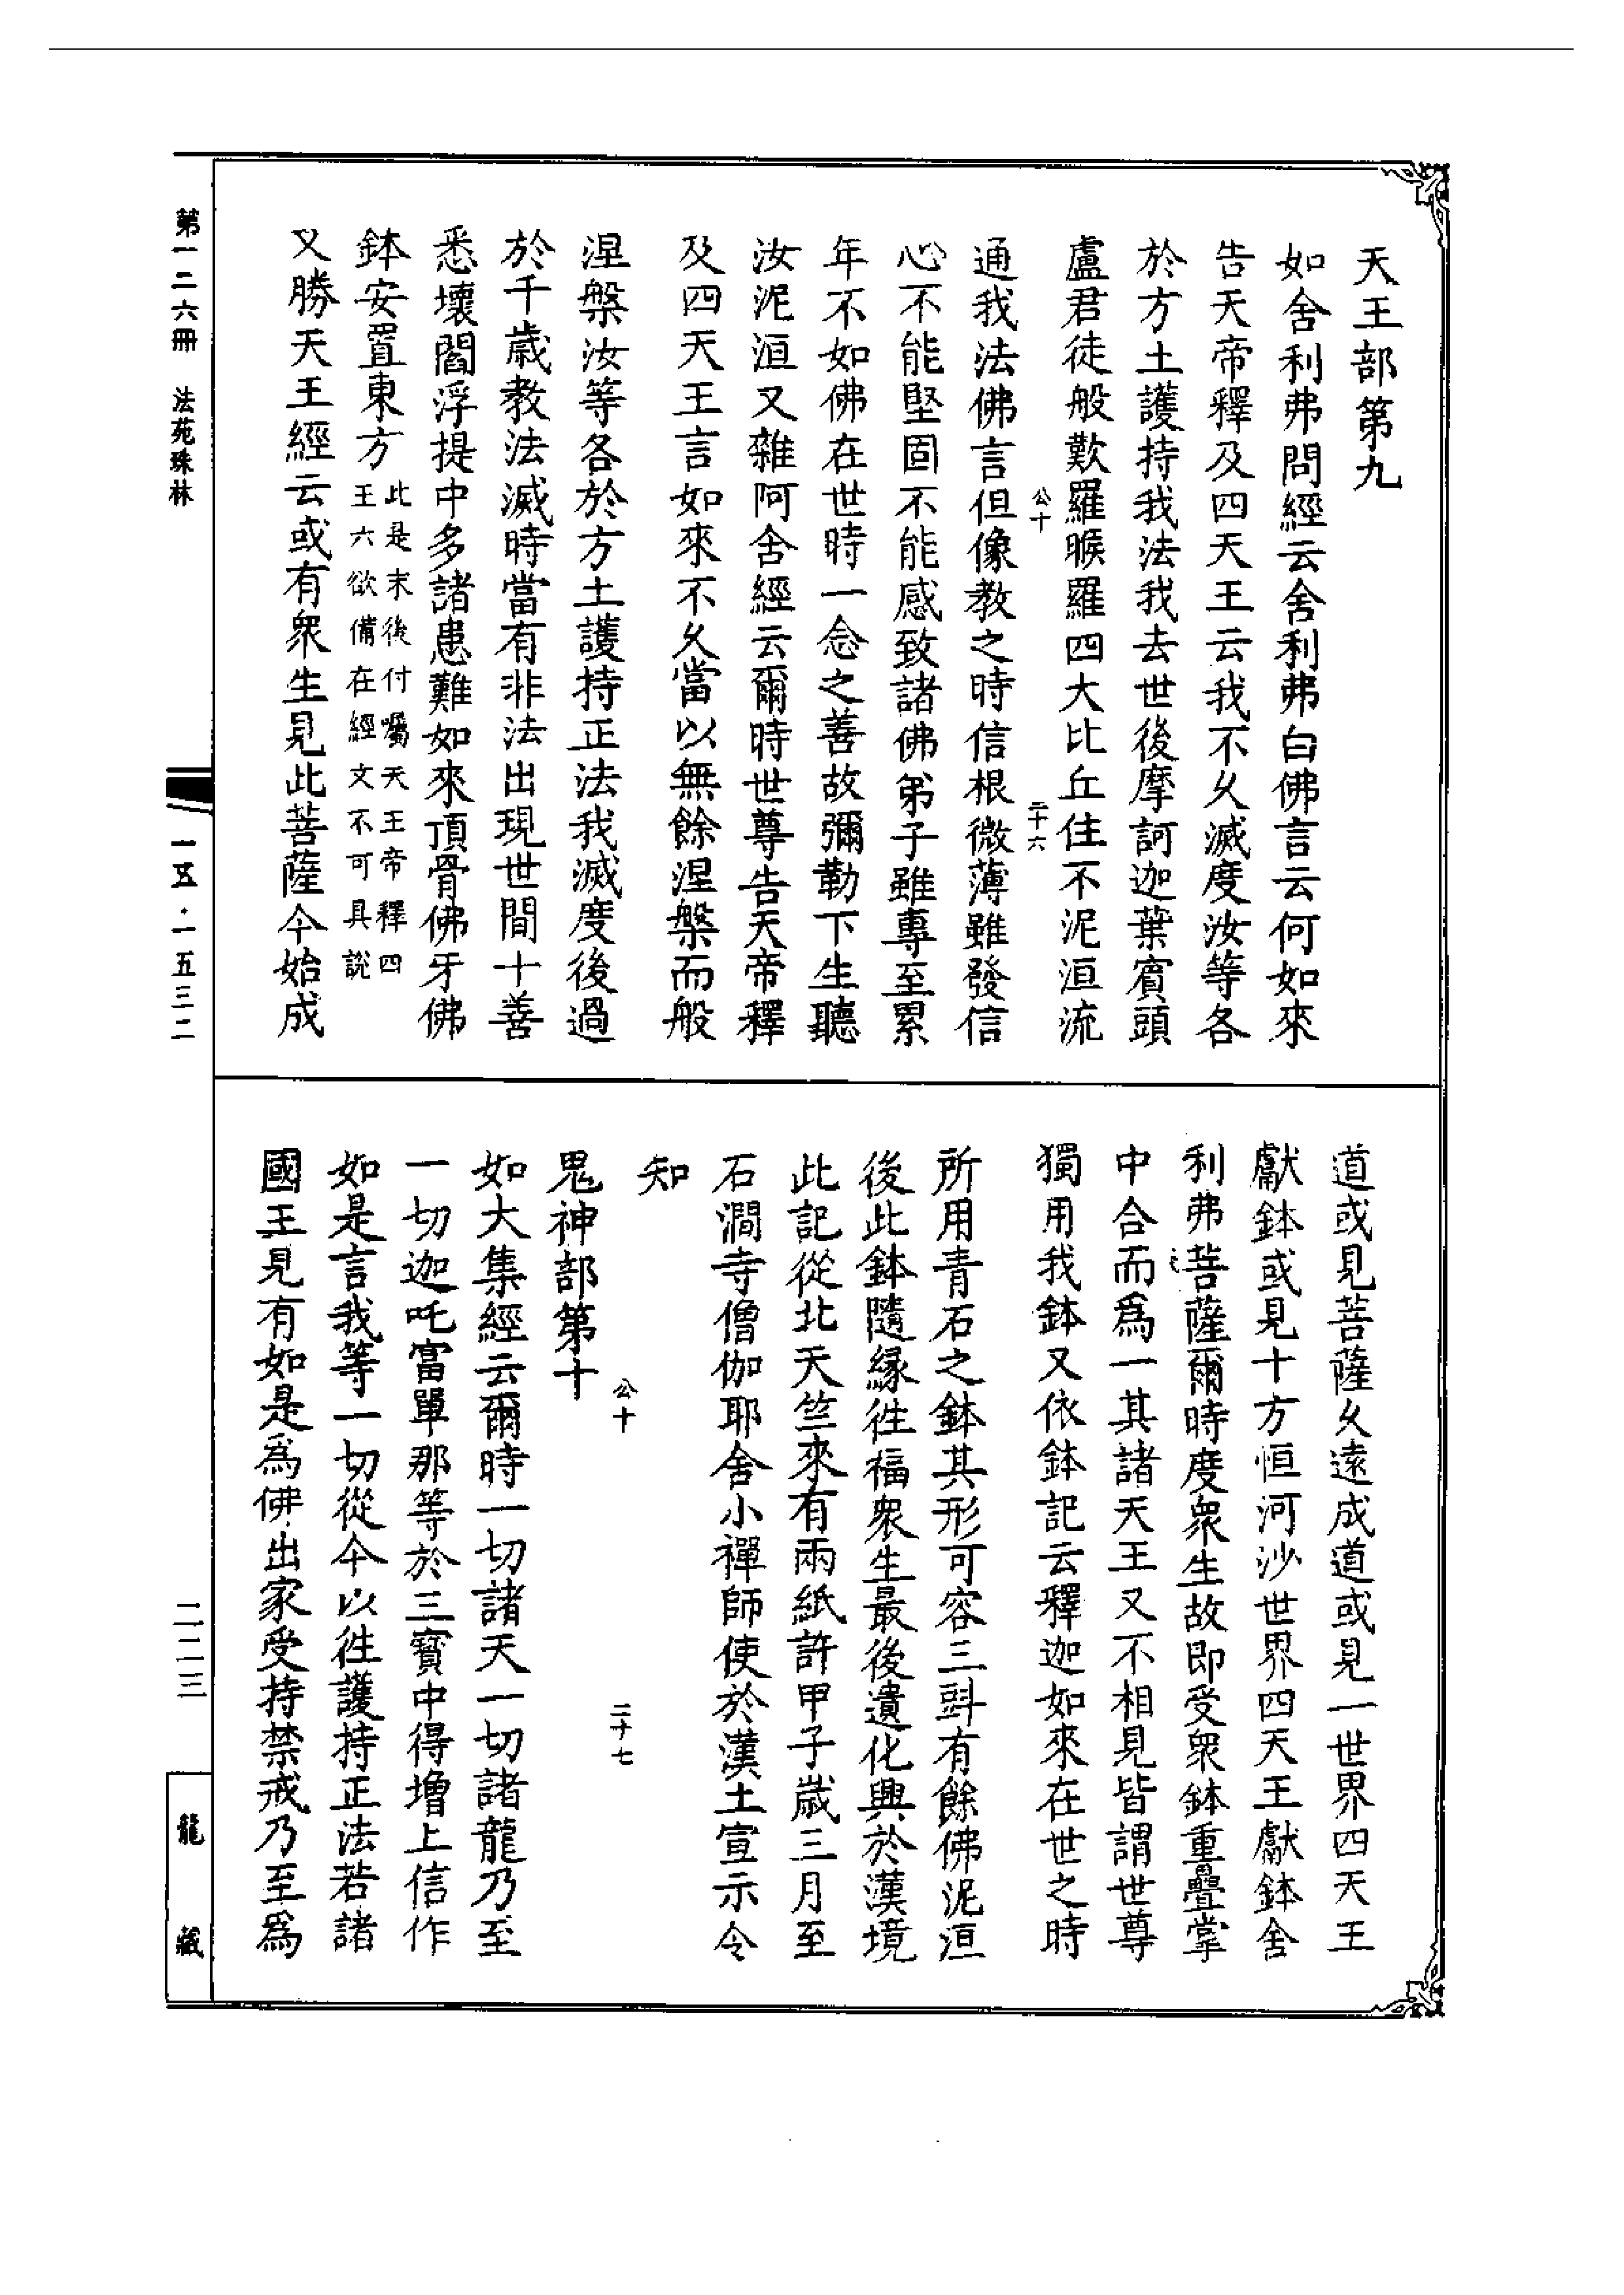 天王部第九
如舍利弗問經云舍利弗白佛言云何如來
告天帝釋及四天王云我不久滅度汝等各
於方土護持我法我去世後摩訶迦葉賓頭
盧君徒般歎羅睺羅四大比丘住不泥洹流
公十 二十六
通我法佛言但像教之時信根微薄雖發信
心不能堅固不能感致諸佛弟子雖專至累
年不如佛在世時一念之善故彌勒下生聽
汝泥洹又雜阿含經云爾時世尊告天帝釋
及四天王言如來不久當以無餘涅槃而般
涅槃汝等各於方土護持正法我滅度後過
於千歲教法滅時當有非法出現世間十善
悉壞閻浮提中多諸患難如來頂骨佛牙佛
鉢安置東方
此是末後付囑天王帝釋四
王六欲備在經文不可具說
又勝天王經云或有眾生見此菩薩今始成
道或見菩薩久遠成道或見一世界四天王
獻鉢或見十方恒河沙世界四天王獻鉢舍
利弗菩薩爾時度眾生故即受眾鉢重疊掌
中合而為一其諸天王又不相見皆謂世尊
獨用我鉢又依鉢記云釋迦如來在世之時
所用青石之鉢其形可容三㪷有餘佛泥洹
後此鉢隨緣徃福眾生最後遺化興於漢境
此記從北天竺來有兩紙許甲子歲三月至
石澗寺僧伽耶舍小禪師使於漢土宣示令
知
公十 二十七
鬼神部第十
如大集經云爾時一切諸天一切諸龍乃至
一切迦吒富單那等於三寶中得增上信作
如是言我等一切從今以徃護持正法若諸
國王見有如是為佛出家受持禁戒乃至為
第一二六冊 法苑珠林
一五·一五三二
二二三
龍藏